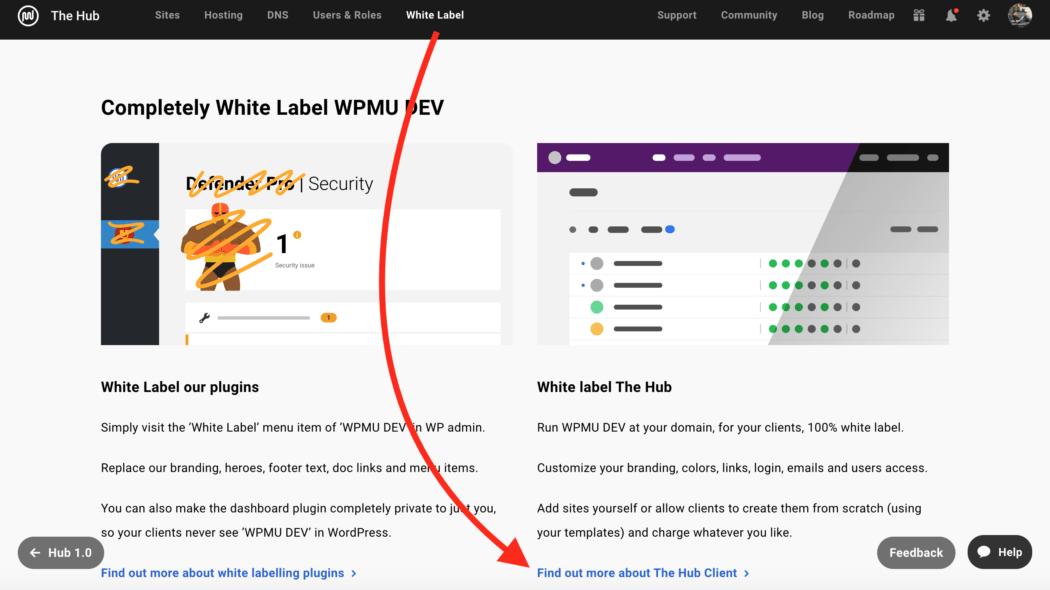 The Hub
Sites Hosting DNS Users & Roles White Label Support Community Blog Roadmap
Completely White Label WPMU DEV
Defender Pro | Security
1
Security issue
1
White Label our plugins
Simply visit the ‘White Label’ menu item of ‘WPMU DEV’ in WP admin.
Replace our branding, heroes, footer text, doc links and menu items.
You can also make the dashboard plugin completely private to just you,
so your clients never see ‘WPMU DEV’ in WordPress.
Find out more about white labelling plugins >
White label The Hub
Run WPMU DEV at your domain, for your clients, 100% white label.
Customize your branding, colors, links, login, emails and users access.
Add sites yourself or allow clients to create them from scratch (using
your templates) and charge whatever you like.
Find out more about The Hub Client >
← Hub 1.0
Feedback
Help